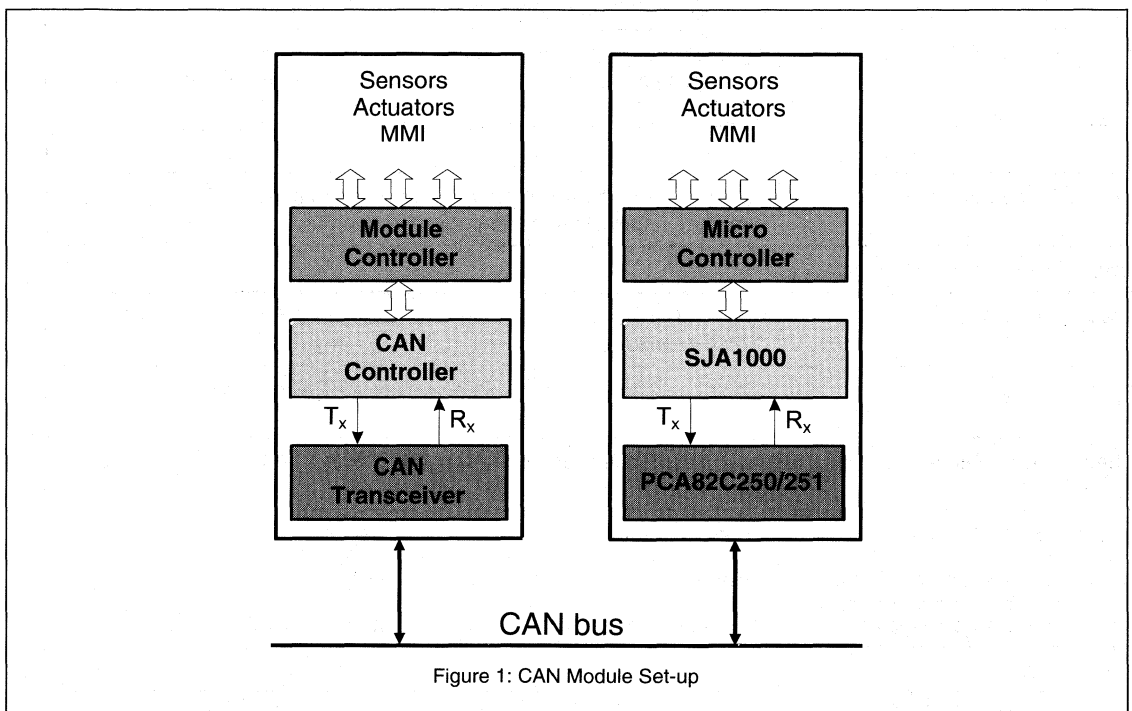 Sensors
Actuators
MMI
Module
Controller
CAN
Controller
Tx
Rx
CAN
Transceiver
Sensors
Actuators
MMI
Micro
Controller
SJA1000
Tx
Rx
PCA82C250/251
CAN bus
Figure 1: CAN Module Set-up